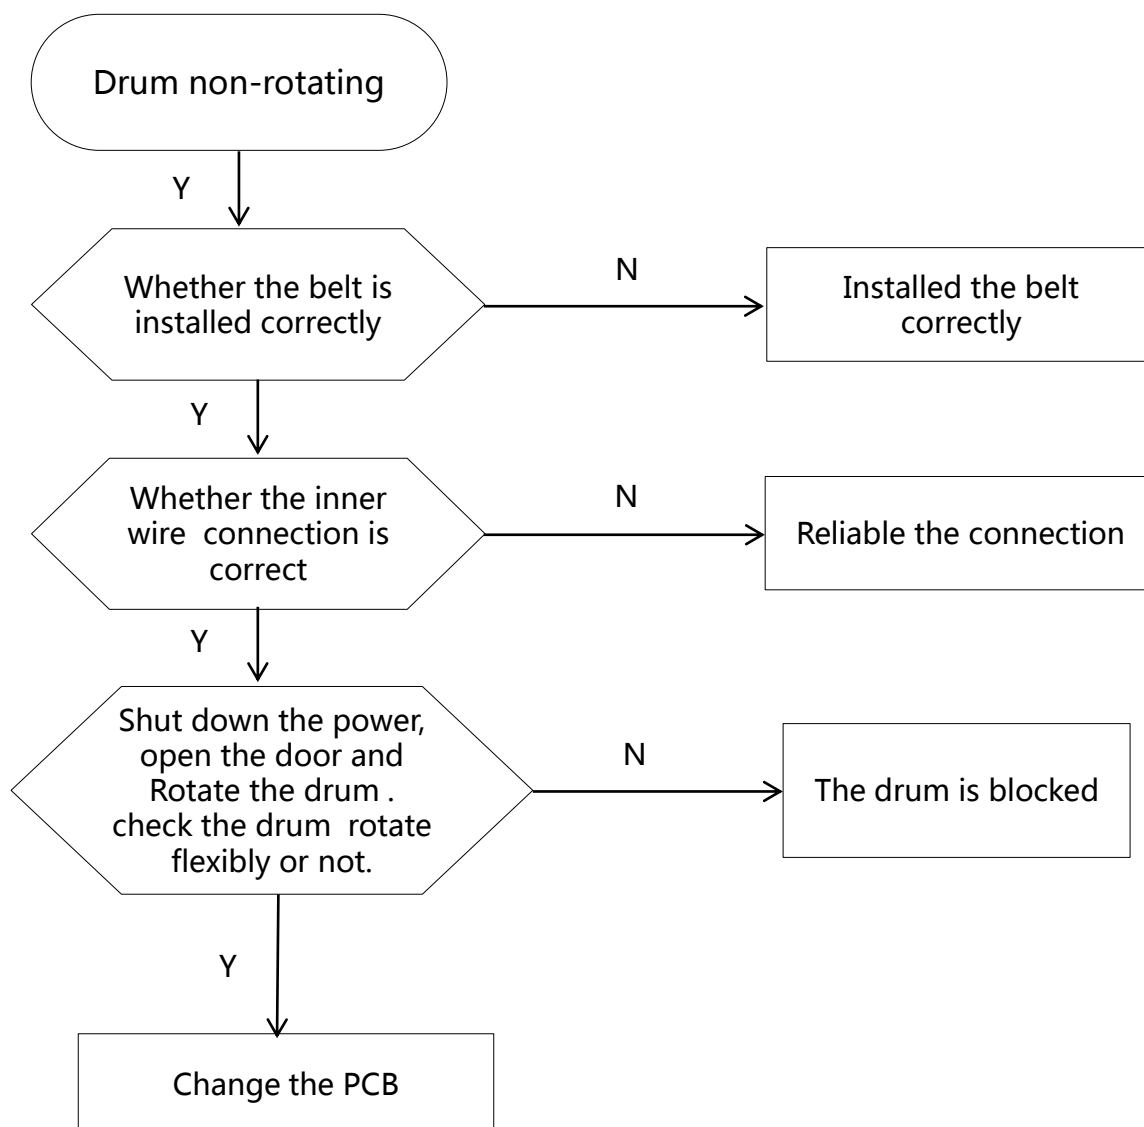 Drum non-rotating
Y
Whether the belt is
installed correctly
N
Installed the belt
correctly
Y
Whether the inner
wire  connection is
correct
N
Reliable the connection
Y
Shut down the power,
open the door and
Rotate the drum .
check the drum  rotate
flexibly or not.
N
The drum is blocked
Y
Change the PCB